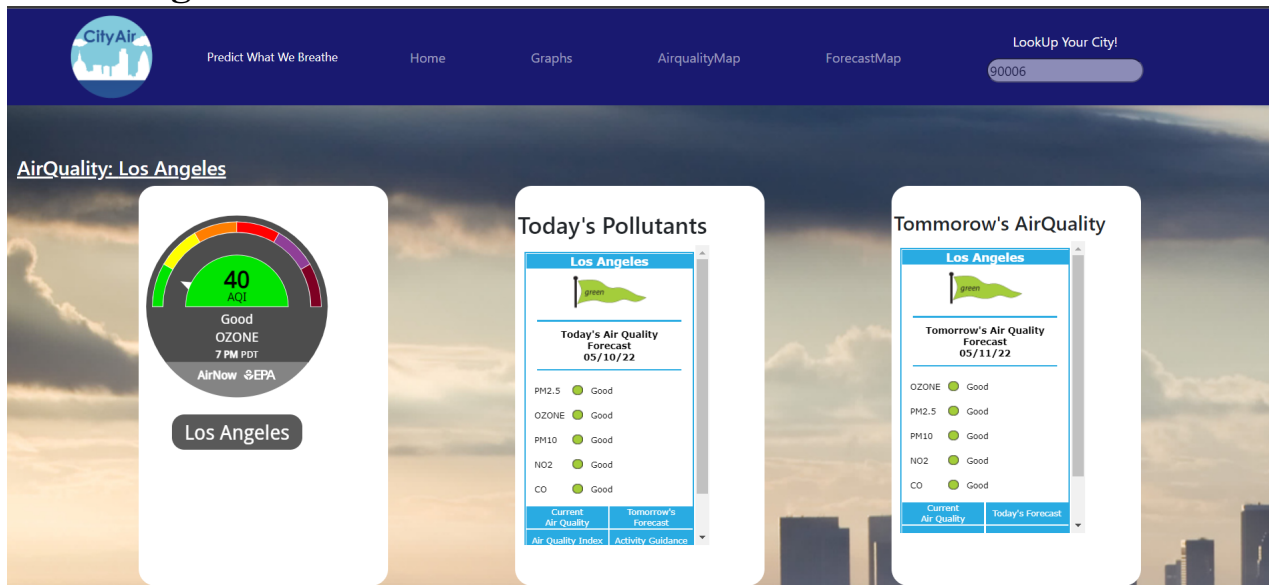 CityAir
Predict What We Breathe
Home
Graphs
AirqualityMap
ForecastMap
LookUp Your City!
90006
AirQuality: Los Angeles
40
AQI
Good
OZONE
7 PM PDT
AirNow EPA
Los Angeles
Today's Pollutants
Los Angeles
green
Today's Air Quality
Forecast
05/10/22
PM2.5 Good
OZONE Good
PM10 Good
NO2 Good
CO Good
Current
Air Quality
Tomorrow's
Forecast
Air Quality Index
Activity Guidance
Tommorow's AirQuality
Los Angeles
green
Tomorrow's Air Quality
Forecast
05/11/22
OZONE Good
PM2.5 Good
PM10 Good
NO2 Good
CO Good
Current
Air Quality
Today's Forecast